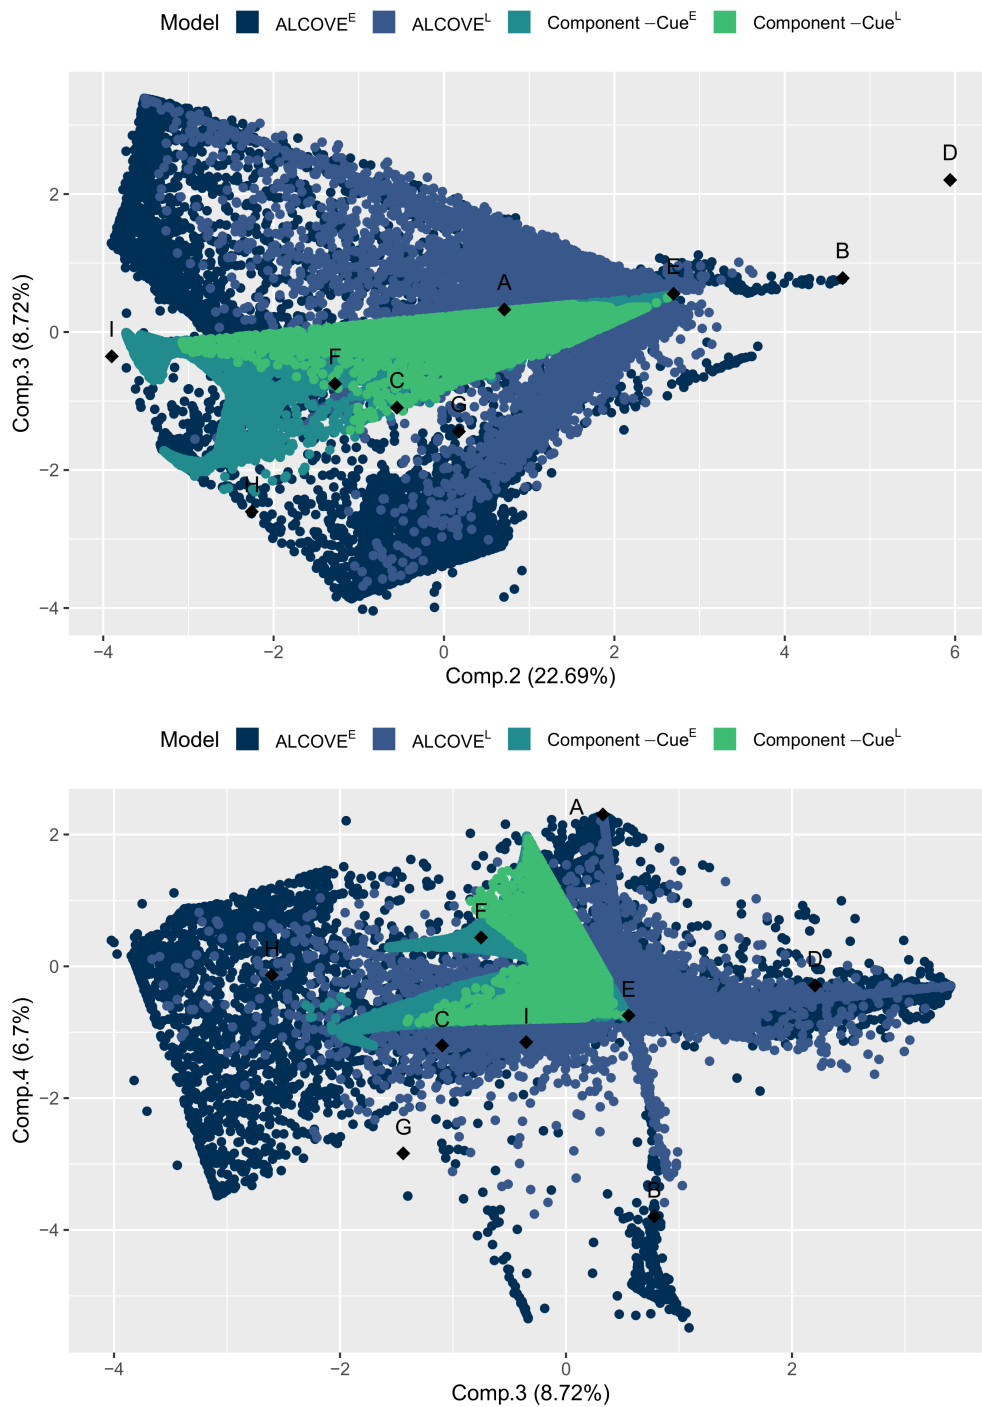 Model ALCOVE^E ALCOVE^L Component −Cue^E Component −Cue^L
D
2
B
E
A
Comp.3 (8.72%)
0
I
F
C
G
−2
H
−4
−4 −2 0 2 4 6
Comp.2 (22.69%)
Model ALCOVE^E ALCOVE^L Component −Cue^E Component −Cue^L
A
2
F
H
D
0
E
C I
Comp.4 (6.7%)
−2
G
B
−4
−4 −2 0 2
Comp.3 (8.72%)